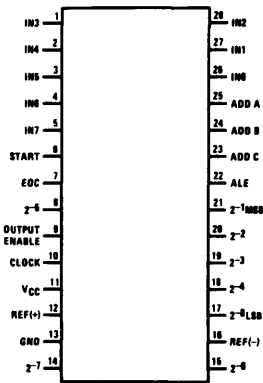 IN3 1 28 IN2
IN4 2 27 IN1
IN5 3 26 IN0
IN6 4 25 ADD A
IN7 5 24 ADD B
START 6 23 ADD C
EOC 7 22 ALE
2⁻⁵ 8 21 2⁻¹MSB
OUTPUT
ENABLE 9 20 2⁻²
CLOCK 10 19 2⁻³
VCC 11 18 2⁻⁴
REF(+) 12 17 2⁻⁸LSB
GND 13 16 REF(−)
2⁻⁷ 14 15 2⁻⁶